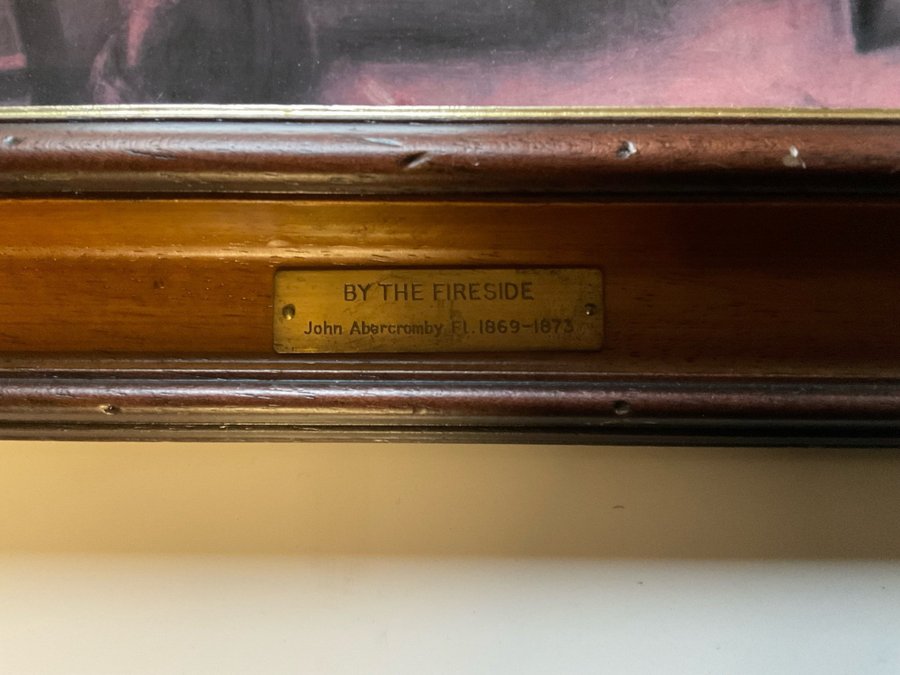 BY THE FIRESIDE
John Abercromby Fl. 1869-1873